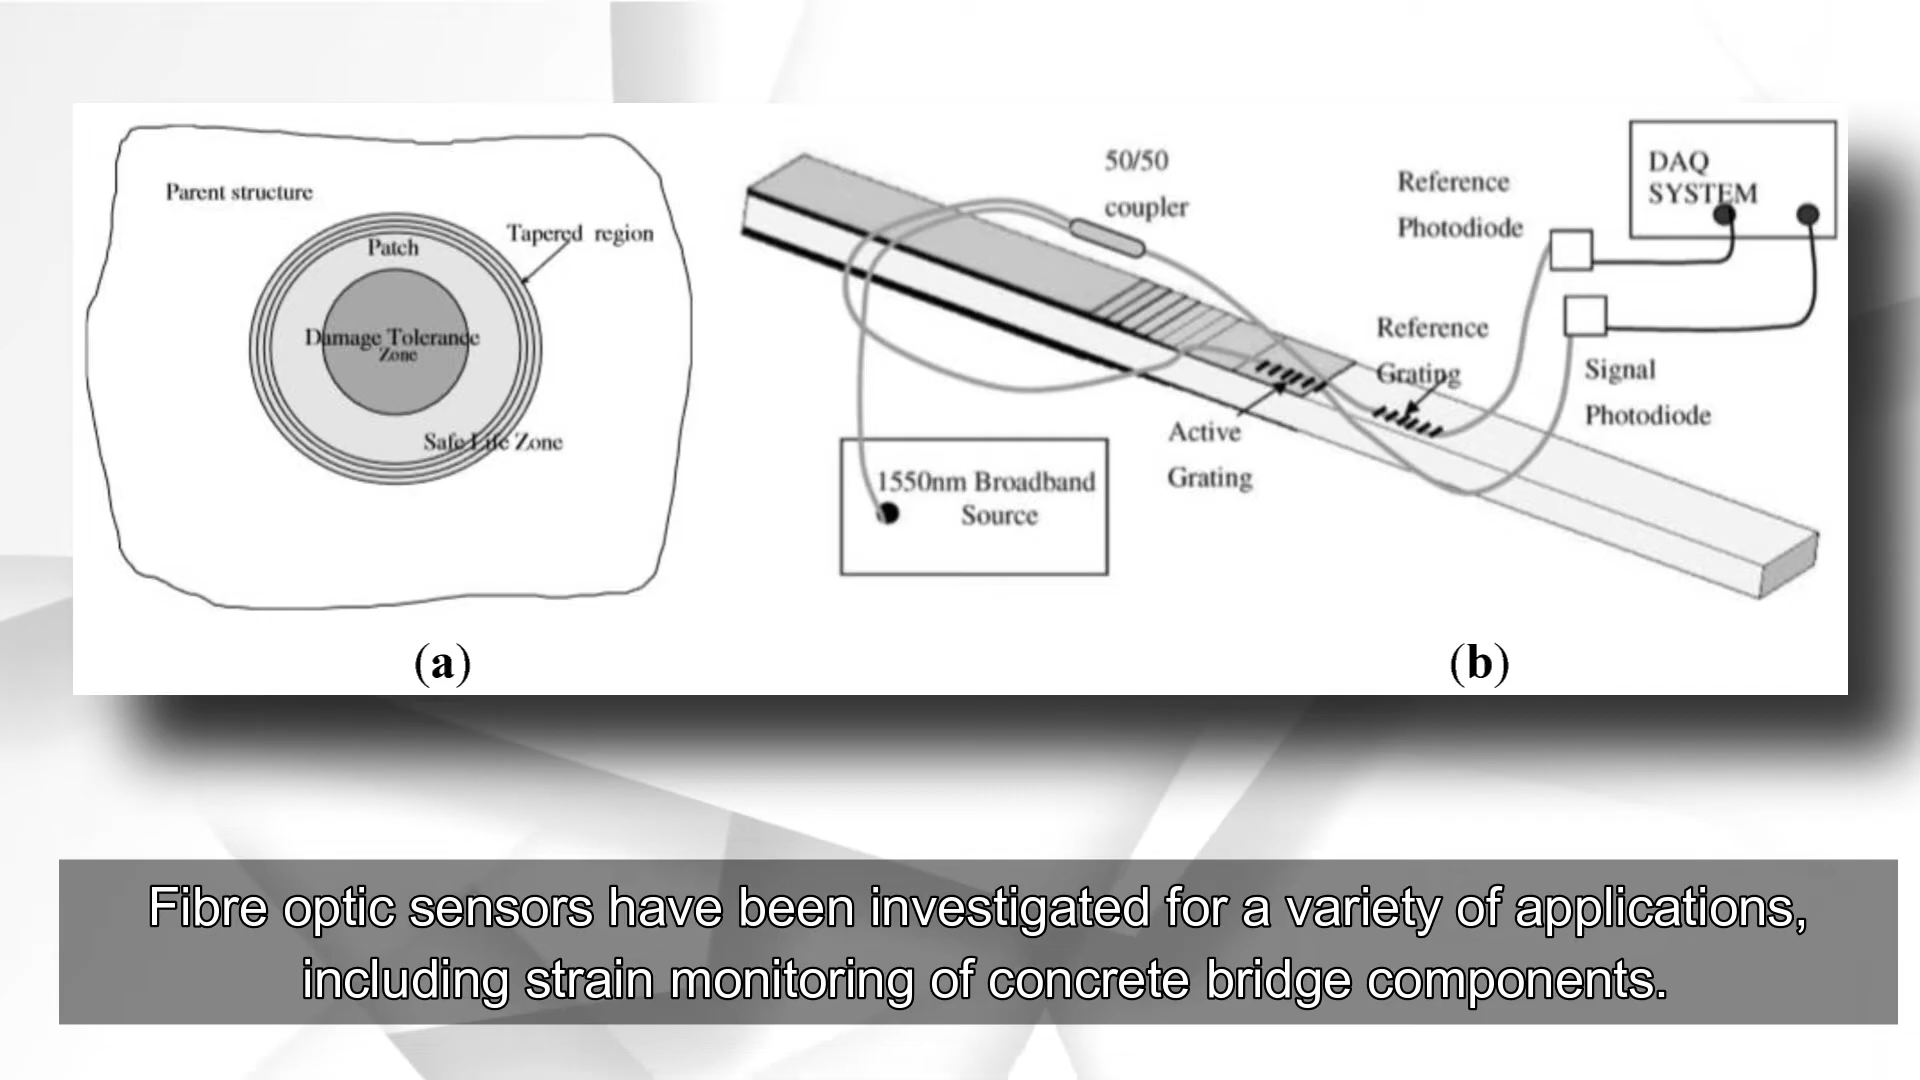 Parent structure
Tapered region
Patch
Damage Tolerance
Zone
Safe Life Zone
(a)
50/50
coupler
Reference
Photodiode
DAQ
SYSTEM
Reference
Grating
Signal
Photodiode
Active
Grating
1550nm Broadband
Source
(b)
Fibre optic sensors have been investigated for a variety of applications,
including strain monitoring of concrete bridge components.